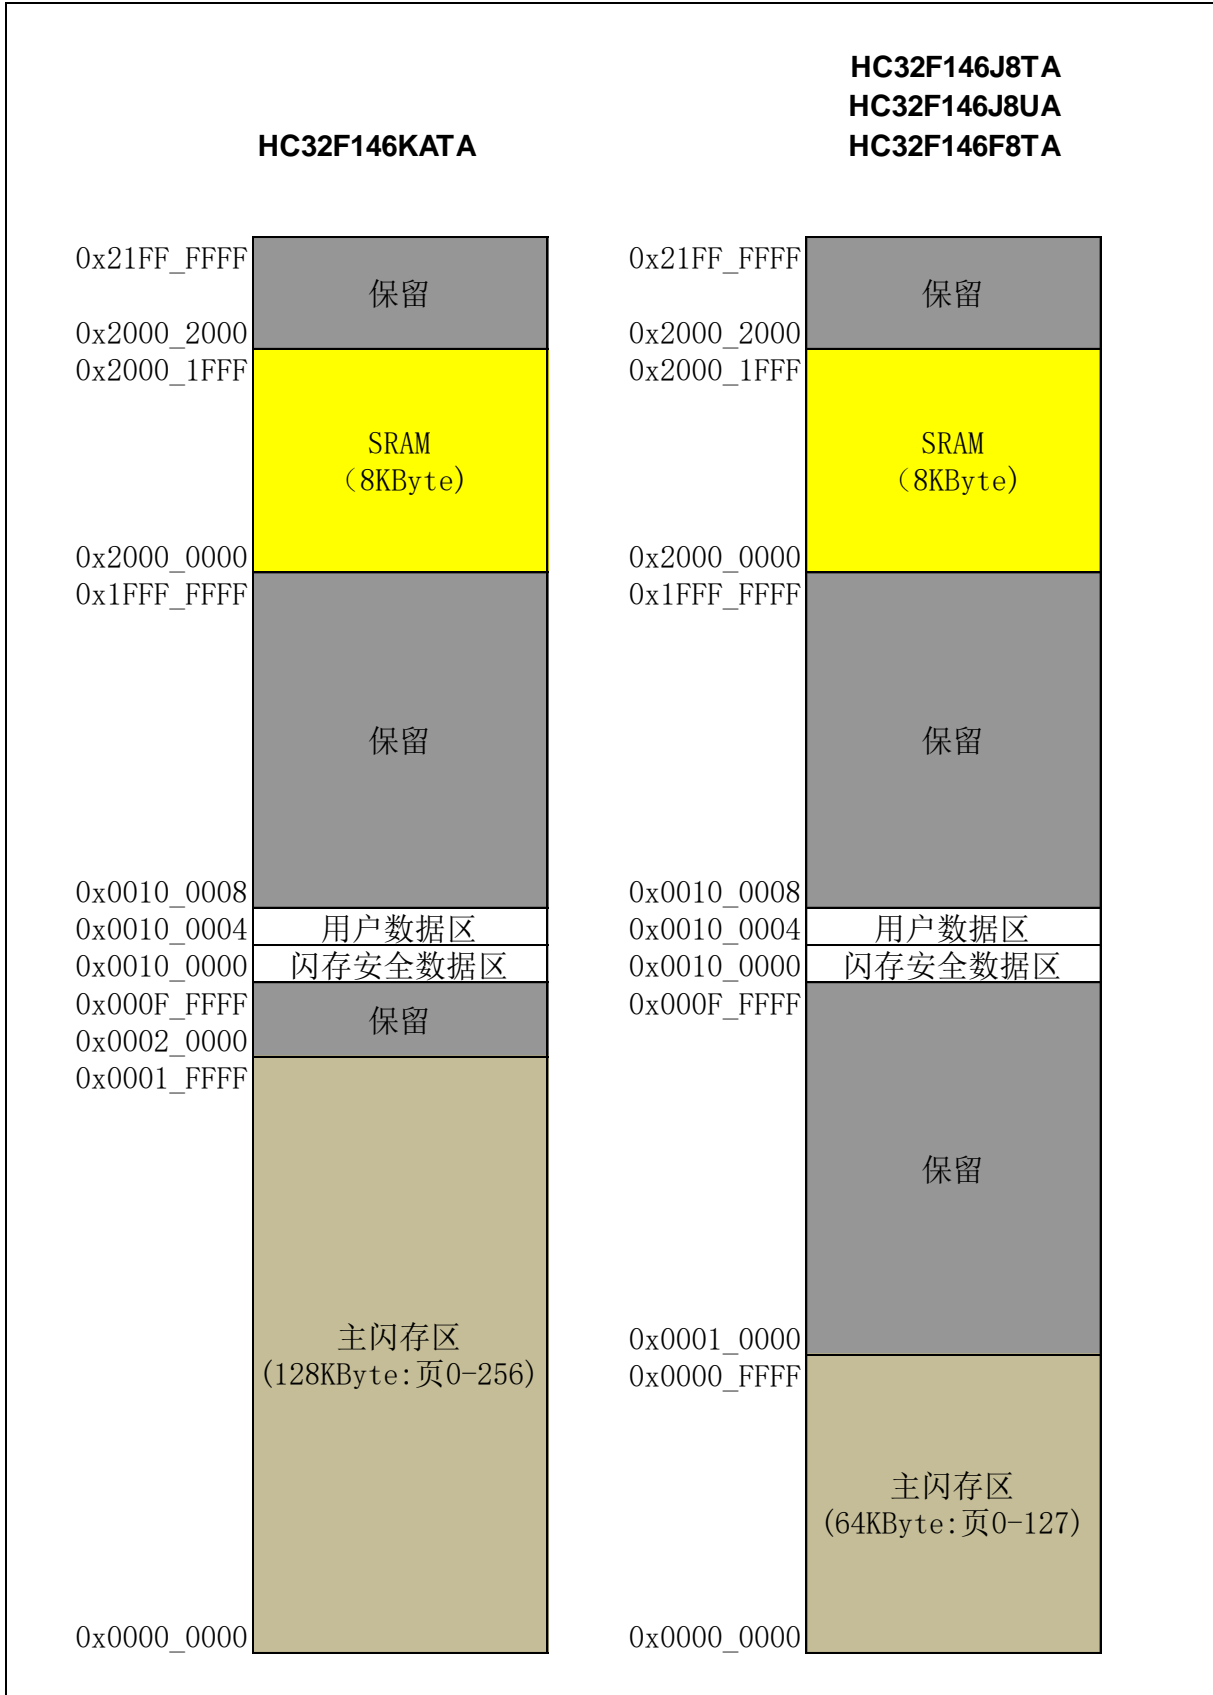 HC32F146KATA
HC32F146J8TA
HC32F146J8UA
HC32F146F8TA
0x21FF_FFFF
保留
0x2000_2000
0x2000_1FFF
SRAM
（8KByte)
0x2000_0000
0x1FFF_FFFF
保留
0x0010_0008
0x0010_0004
用户数据区
0x0010_0000
闪存安全数据区
0x000F_FFFF
保留
0x0002_0000
0x0001_FFFF
主闪存区
(128KByte:页0-256)
0x0000_0000
0x21FF_FFFF
保留
0x2000_2000
0x2000_1FFF
SRAM
（8KByte)
0x2000_0000
0x1FFF_FFFF
保留
0x0010_0008
0x0010_0004
用户数据区
0x0010_0000
闪存安全数据区
0x000F_FFFF
保留
0x0001_0000
0x0000_FFFF
主闪存区
(64KByte:页0-127)
0x0000_0000